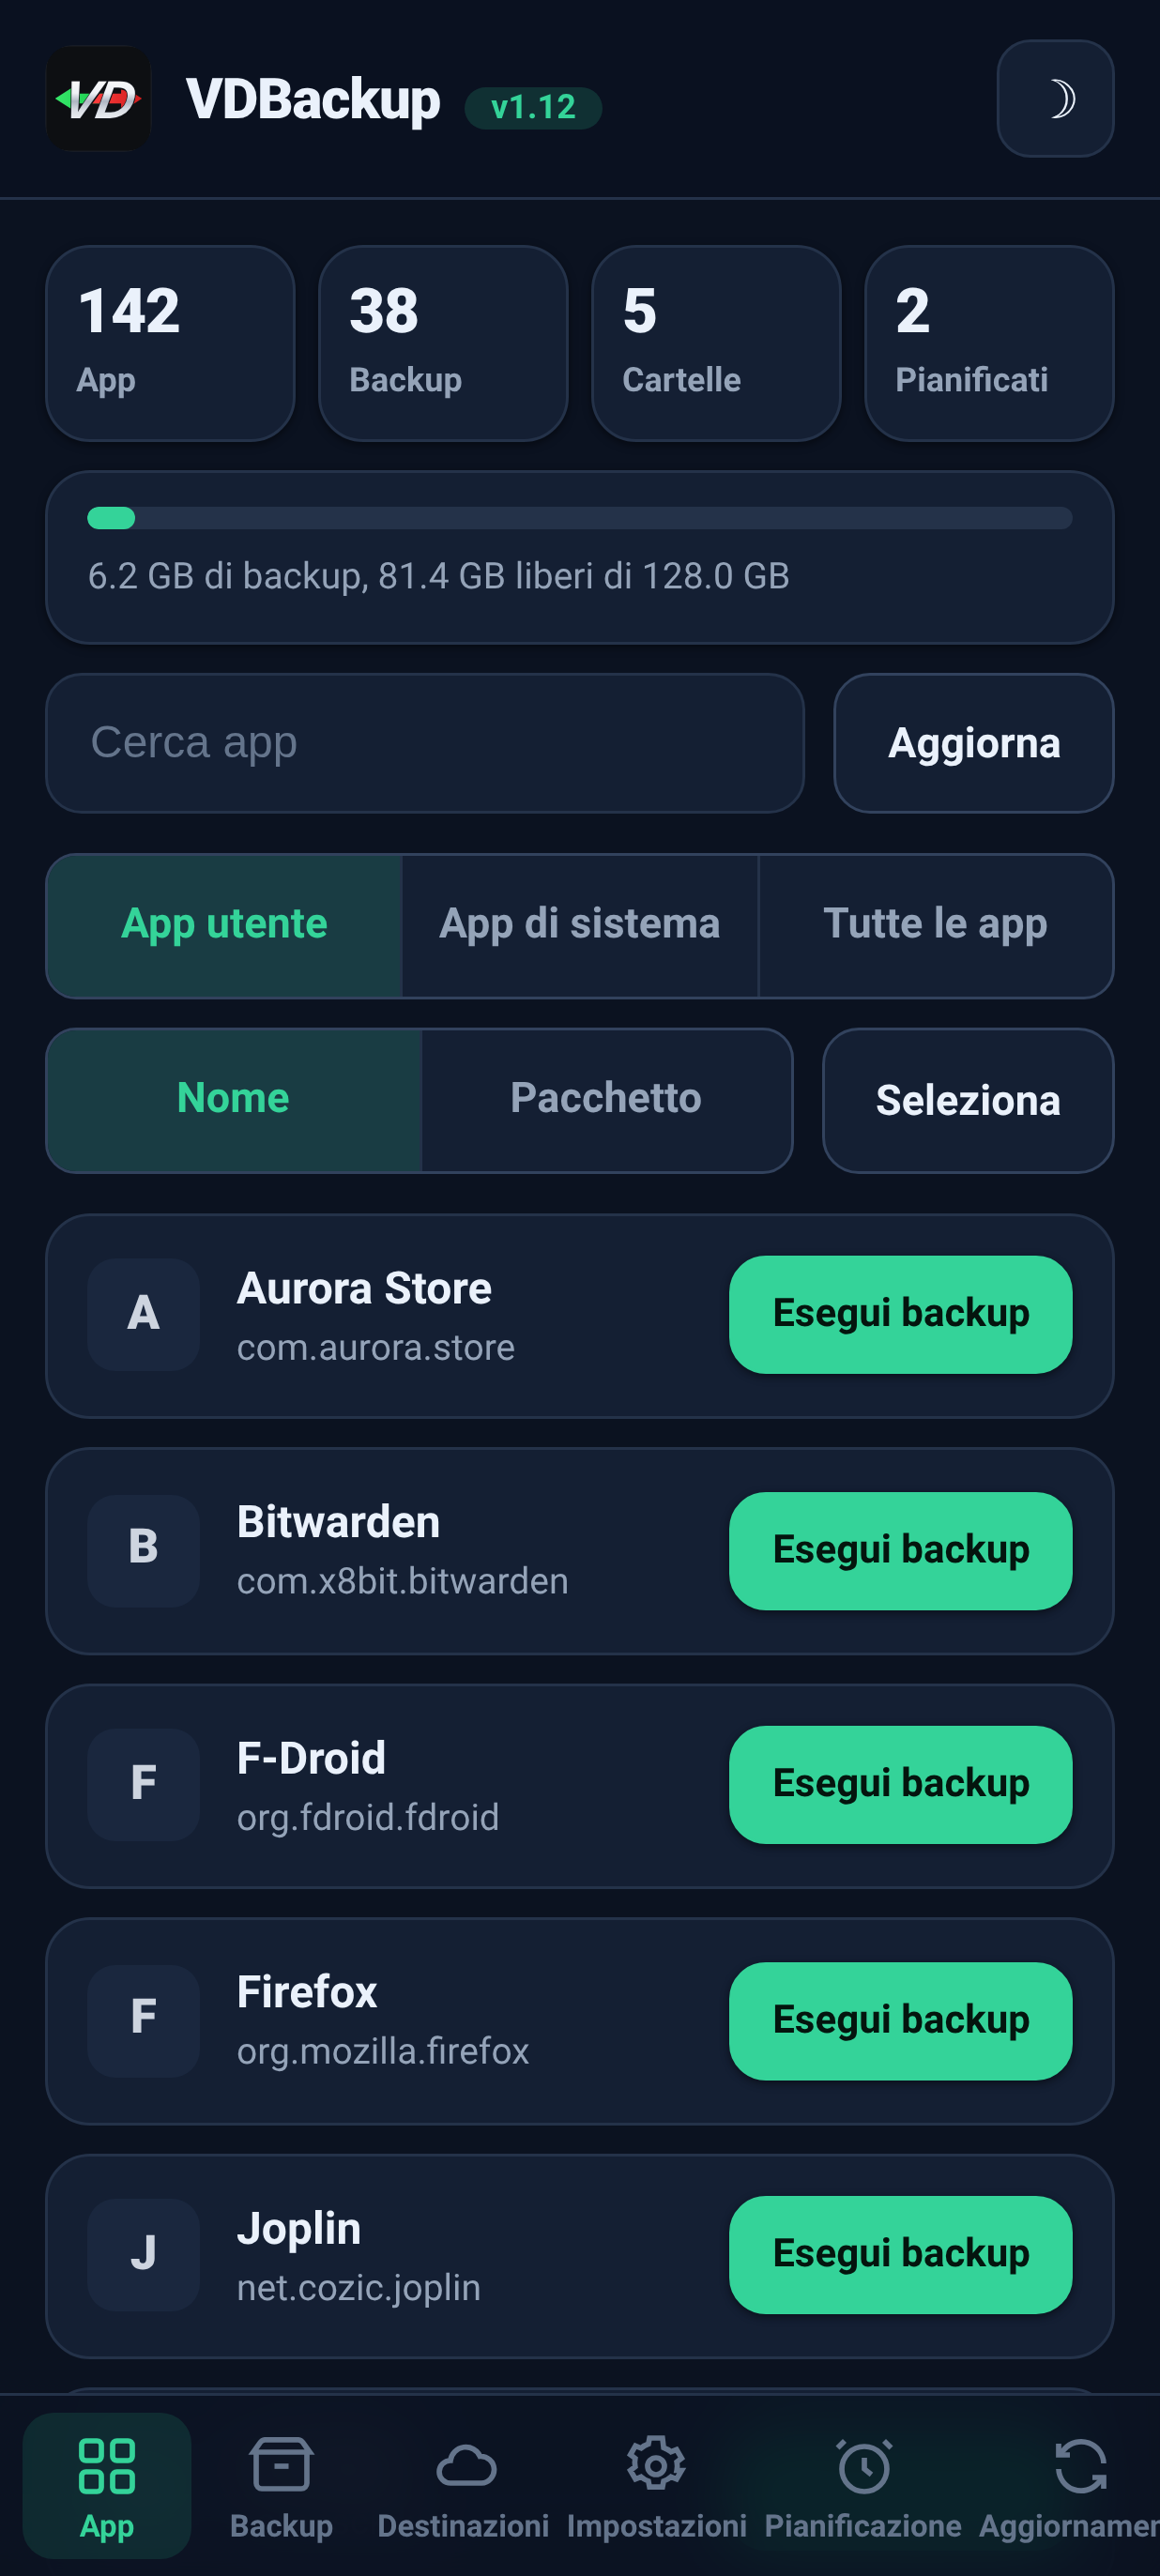 VD
VDBackup v1.12
142
App
38
Backup
5
Cartelle
2
Pianificati
6.2 GB di backup, 81.4 GB liberi di 128.0 GB
Cerca app
Aggiorna
App utente
App di sistema
Tutte le app
Nome
Pacchetto
Seleziona
A
Aurora Store
com.aurora.store
Esegui backup
B
Bitwarden
com.x8bit.bitwarden
Esegui backup
F
F-Droid
org.fdroid.fdroid
Esegui backup
F
Firefox
org.mozilla.firefox
Esegui backup
J
Joplin
net.cozic.joplin
Esegui backup
App
Backup
Destinazioni
Impostazioni
Pianificazione